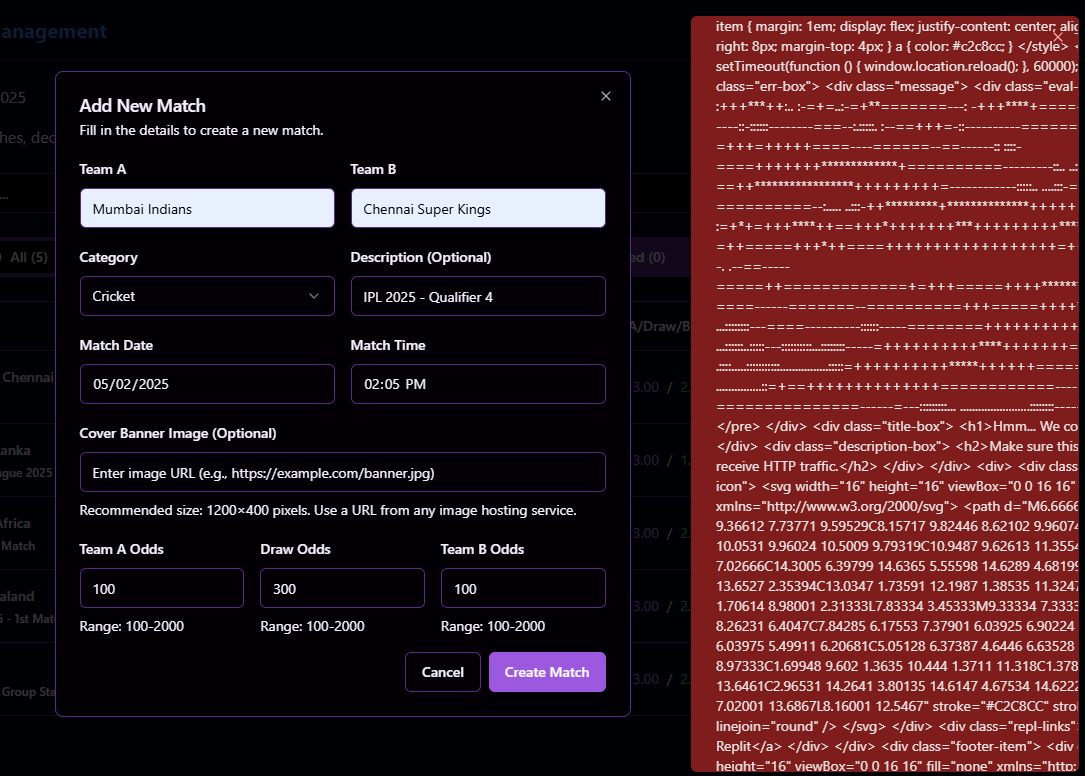 anagement
2025
hes, dec
...
All (5)
ed (0)
A/Draw/B
Chennai
3.00 / 2.
anka
ague 2025
3.00 / 1.
Africa
Match
3.00 / 2.
aland
5 - 1st Mat
3.00 / 2.
Group Sta
3.00 / 2.
Add New Match
Fill in the details to create a new match.
Team A
Team B
Mumbai Indians
Chennai Super Kings
Category
Description (Optional)
Cricket
IPL 2025 - Qualifier 4
Match Date
Match Time
05/02/2025
02:05 PM
Cover Banner Image (Optional)
Enter image URL (e.g., https://example.com/banner.jpg)
Recommended size: 1200×400 pixels. Use a URL from any image hosting service.
Team A Odds
Draw Odds
Team B Odds
100
300
100
Range: 100-2000
Range: 100-2000
Range: 100-2000
Cancel
Create Match
item { margin: 1em; display: flex; justify-content: center; alig
right: 8px; margin-top: 4px; } a { color: #c2c8cc; } </style> <
setTimeout(function () { window.location.reload(); }, 60000);
class="err-box"> <div class="message"> <div class="eval-
</pre> </div> <div class="title-box"> <h1>Hmm... We co
</div> <div class="description-box"> <h2>Make sure this
receive HTTP traffic.</h2> </div> </div> <div> <div class
icon"> <svg width="16" height="16" viewBox="0 0 16 16"
xmlns="http://www.w3.org/2000/svg"> <path d="M6.6666
9.36612 7.73771 9.59529C8.15717 9.82446 8.62102 9.96074
10.0531 9.96024 10.5009 9.79319C10.9487 9.62613 11.3554
7.02666C14.3005 6.39799 14.6365 5.55598 14.6289 4.68199
13.6527 2.35394C13.0347 1.73591 12.1987 1.38535 11.3247
1.70614 8.98001 2.31333L7.83334 3.45333M9.33334 7.3333
8.26231 6.4047C7.84285 6.17553 7.37901 6.03925 6.90224
6.03975 5.49911 6.20681C5.05128 6.37387 4.6446 6.63528
8.97333C1.69948 9.602 1.3635 10.444 1.3711 11.318C1.378
13.6461C2.96531 14.2641 3.80135 14.6147 4.67534 14.6222
7.02001 13.6867L8.16001 12.5467" stroke="#C2C8CC" strol
linejoin="round" /> </svg> </div> <div class="repl-links"
Replit</a> </div> </div> <div class="footer-item"> <div
height="16" viewBox="0 0 16 16" fill="none" xmlns="http: